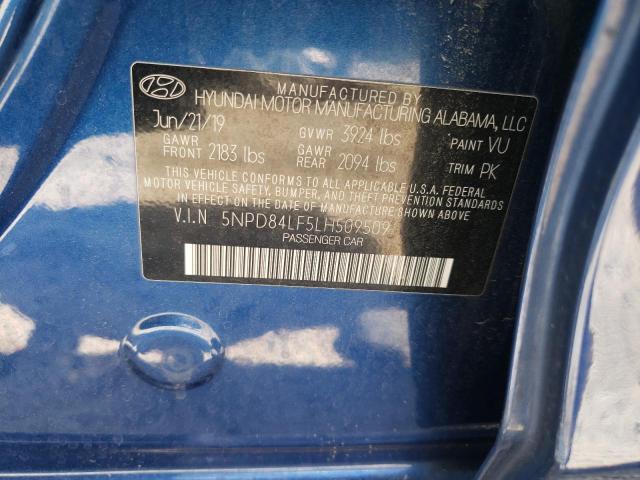 MANUFACTURED BY
HYUNDAI MOTOR MANUFACTURING ALABAMA, LLC
Jun/21/19 GVWR 3924 lbs PAINT VU
GAWR FRONT 2183 lbs GAWR REAR 2094 lbs TRIM PK
THIS VEHICLE CONFORMS TO ALL APPLICABLE U.S.A. FEDERAL
MOTOR VEHICLE SAFETY, BUMPER, AND THEFT PREVENTION STANDARDS
IN EFFECT ON THE DATE OF MANUFACTURE SHOWN ABOVE.
V.I.N 5NPD84LF5LH509509
PASSENGER CAR